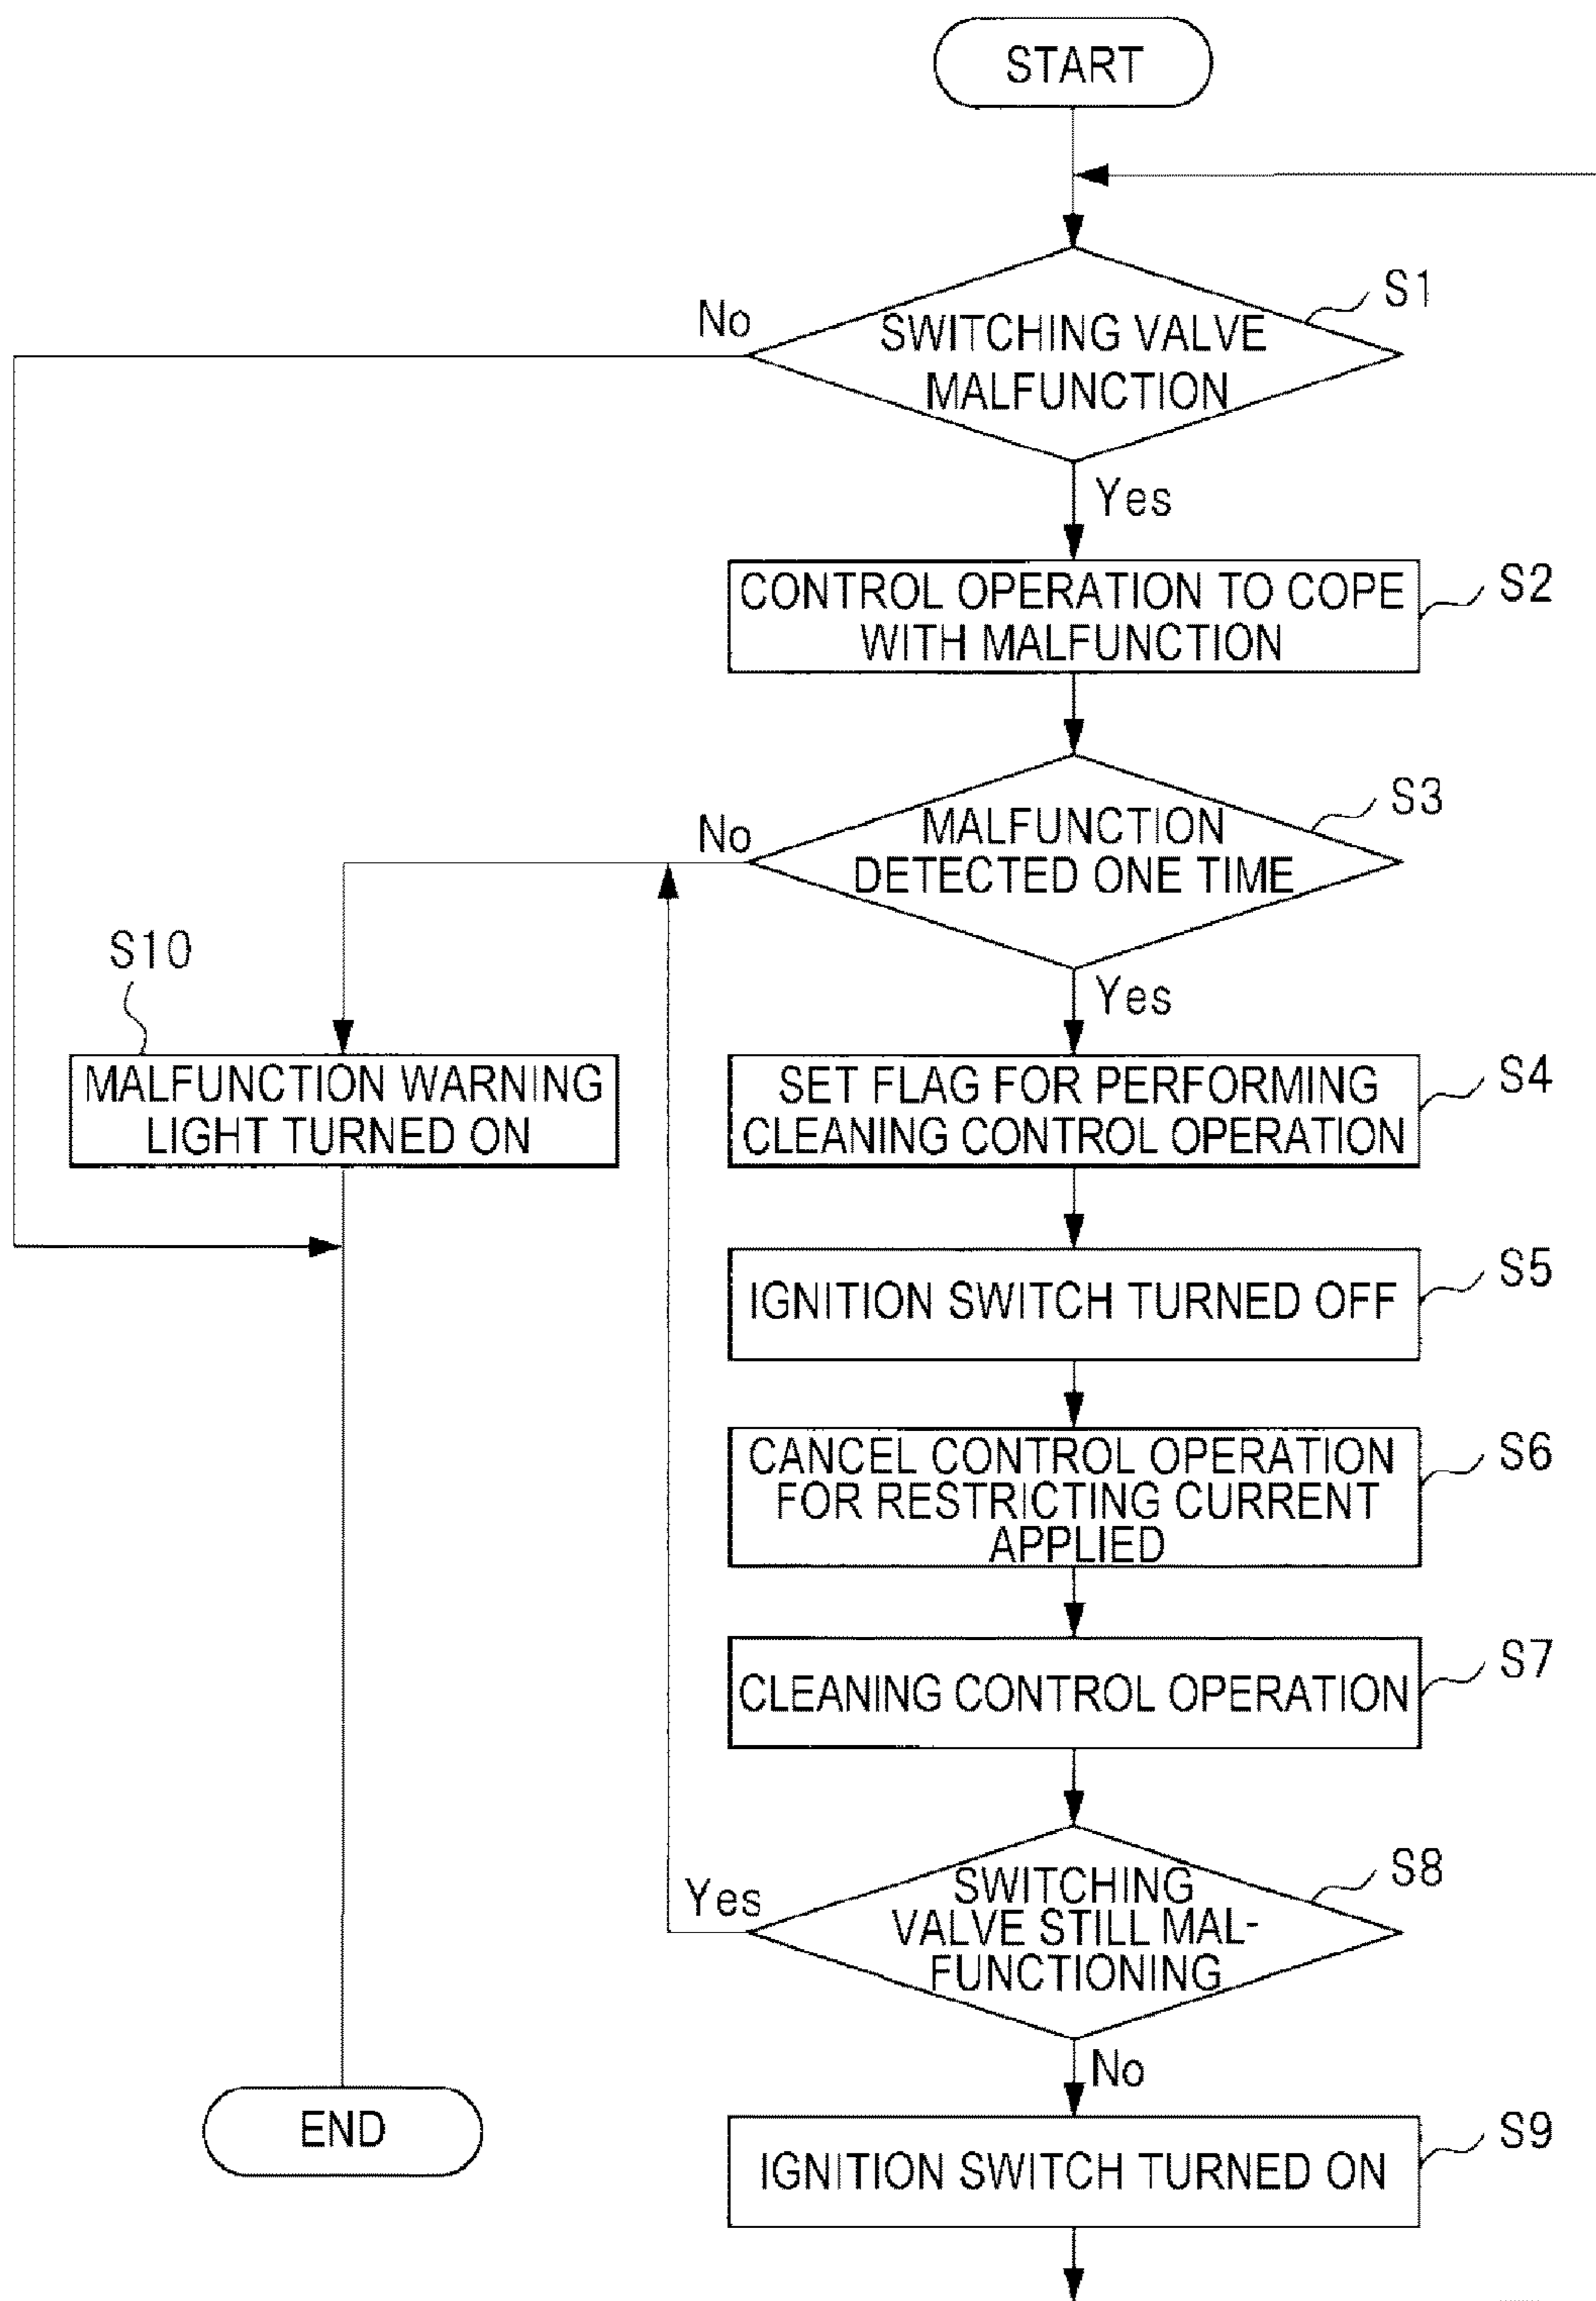 START
S1
No
SWITCHING VALVE
MALFUNCTION
Yes
S2
CONTROL OPERATION TO COPE
WITH MALFUNCTION
S3
No
MALFUNCTION
DETECTED ONE TIME
S10
Yes
MALFUNCTION WARNING
LIGHT TURNED ON
S4
SET FLAG FOR PERFORMING
CLEANING CONTROL OPERATION
S5
IGNITION SWITCH TURNED OFF
S6
CANCEL CONTROL OPERATION
FOR RESTRICTING CURRENT
APPLIED
S7
CLEANING CONTROL OPERATION
S8
Yes
SWITCHING
VALVE STILL MAL-
FUNCTIONING
No
END
S9
IGNITION SWITCH TURNED ON